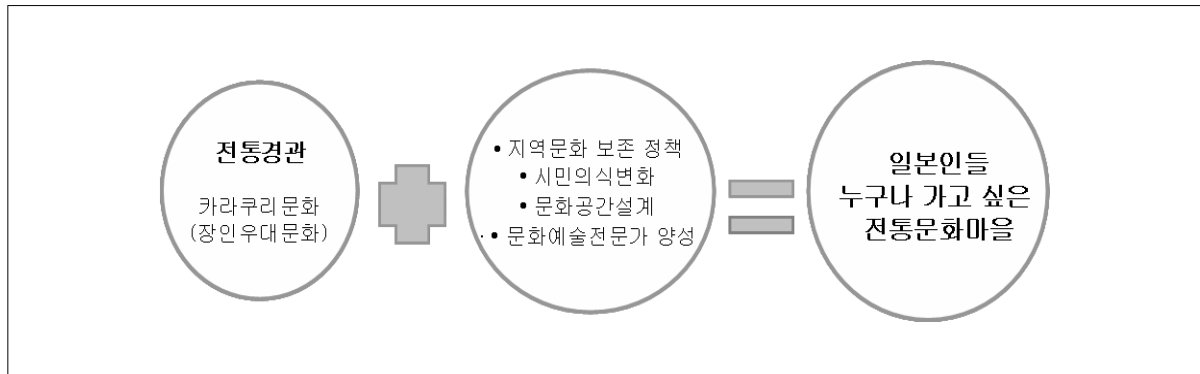 전통경관
카라쿠리문화
(장인우대문화)
• 지역문화 보존 정책
• 시민의식변화
• 문화공간설계
• 문화예술전문가 양성
일본인들
누구나 가고 싶은
전통문화마을